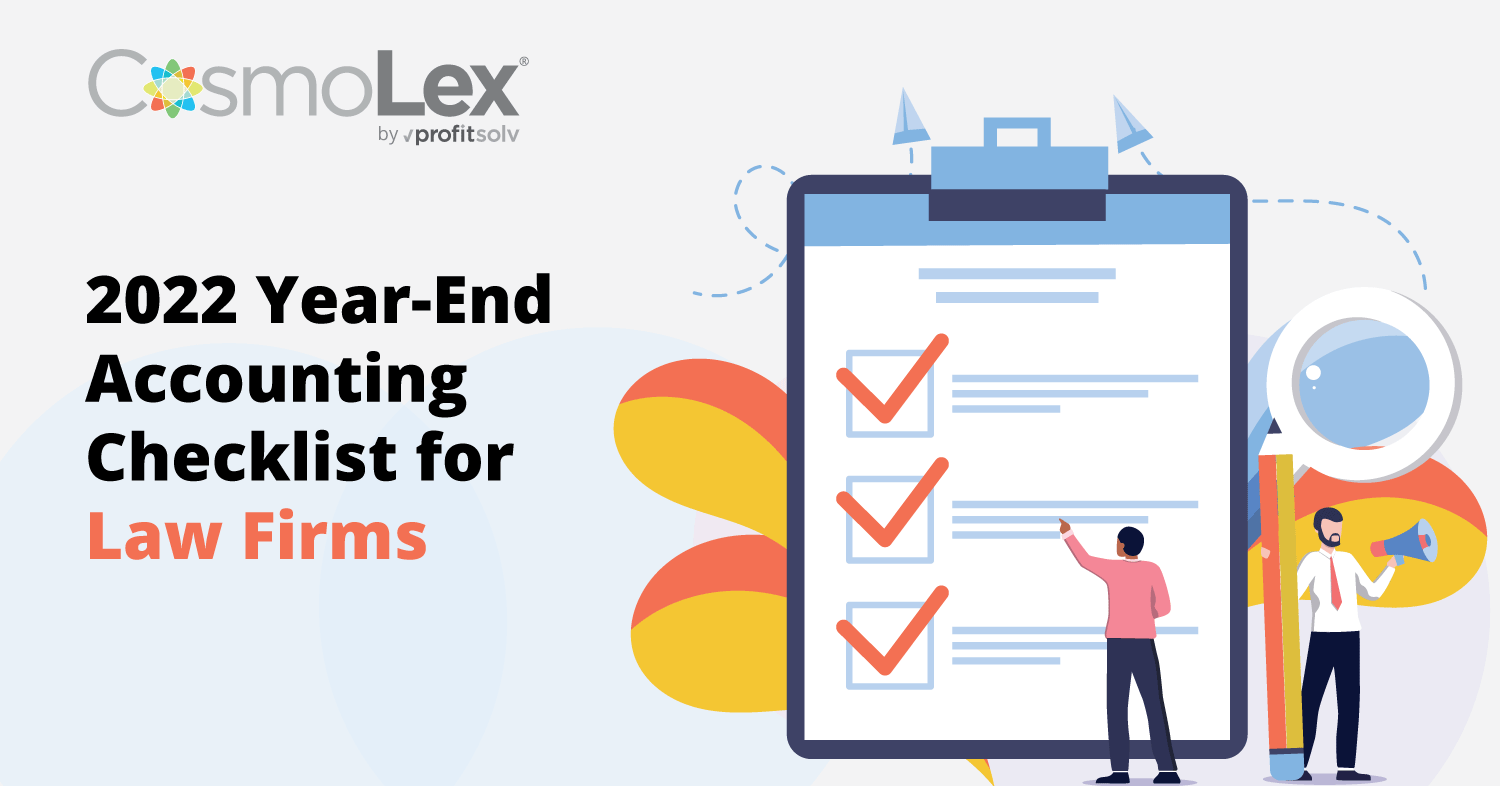 CosmoLex®
by profitsolv
2022 Year-End
Accounting
Checklist for
Law Firms